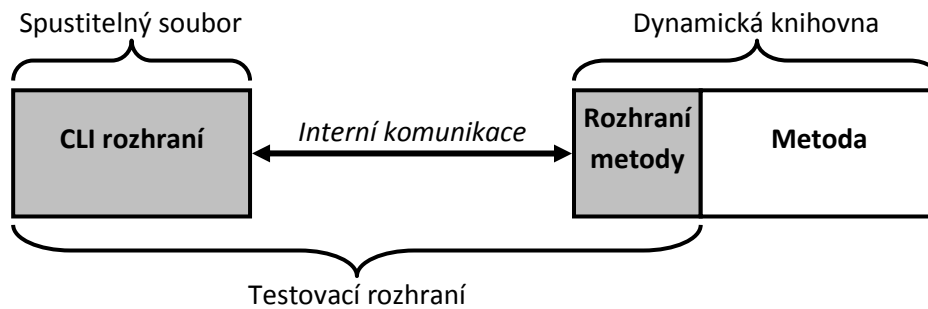 Spustitelný soubor
Dynamická knihovna
CLI rozhraní
Interní komunikace
Rozhraní
metody
Metoda
Testovací rozhraní